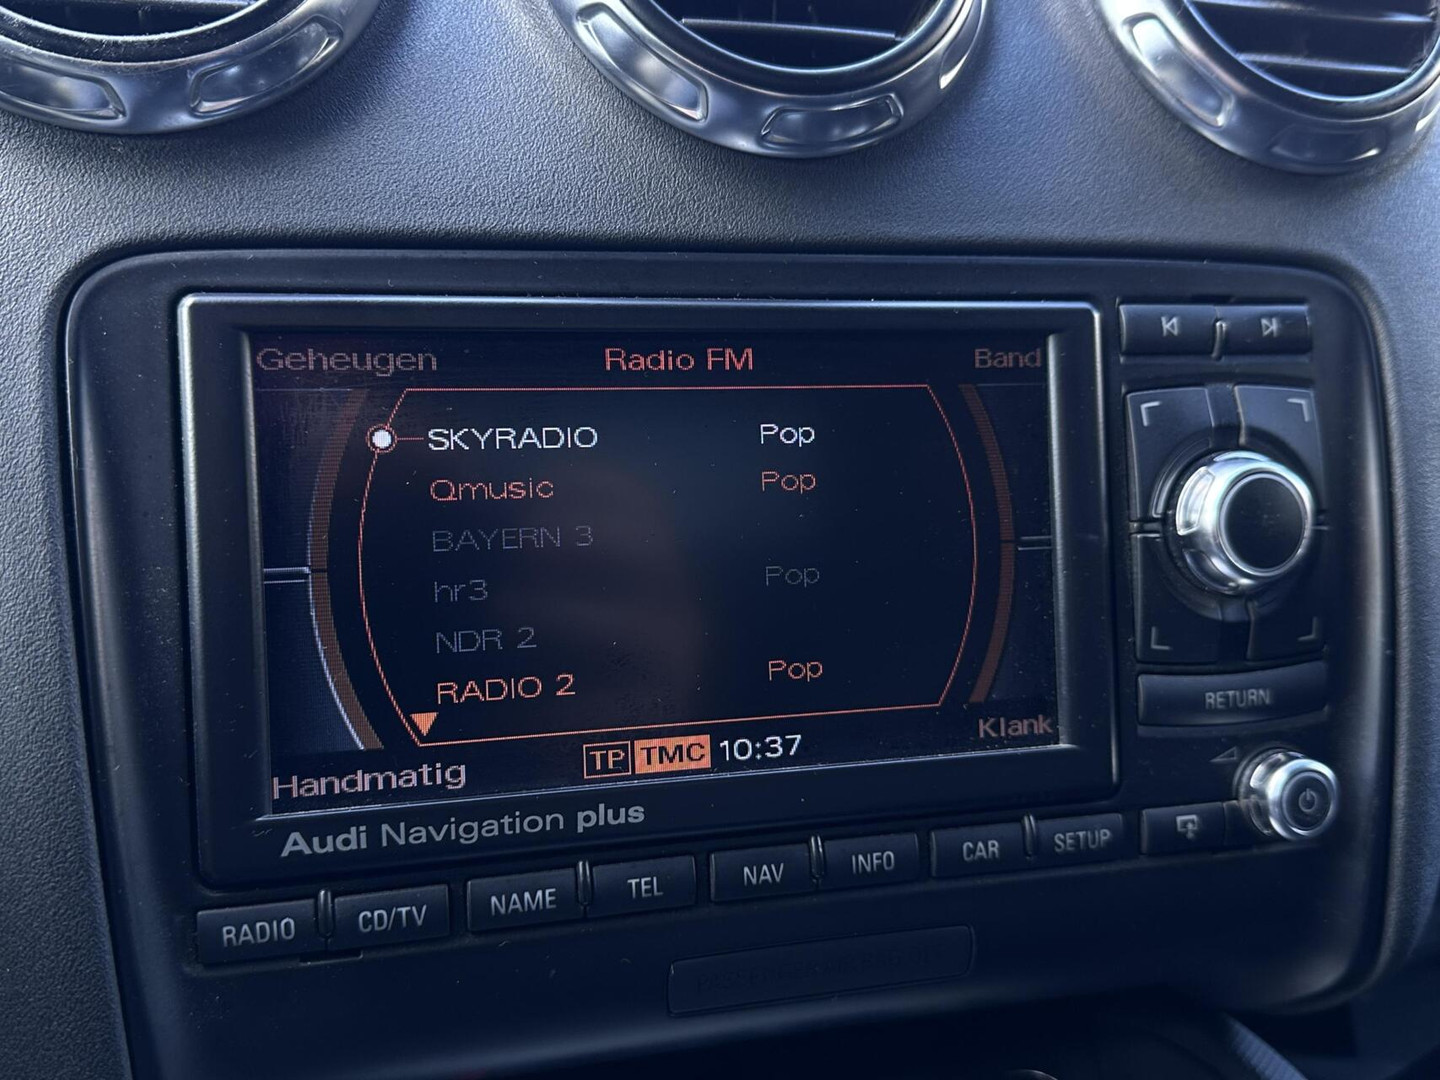 Geheugen Radio FM Band
SKYRADIO Pop
Qmusic Pop
BAYERN 3
hr3 Pop
NDR 2
RADIO 2 Pop
Klank
Handmatig TP TMC 10:37
Audi Navigation plus
RETURN
RADIO CD/TV NAME TEL NAV INFO CAR SETUP